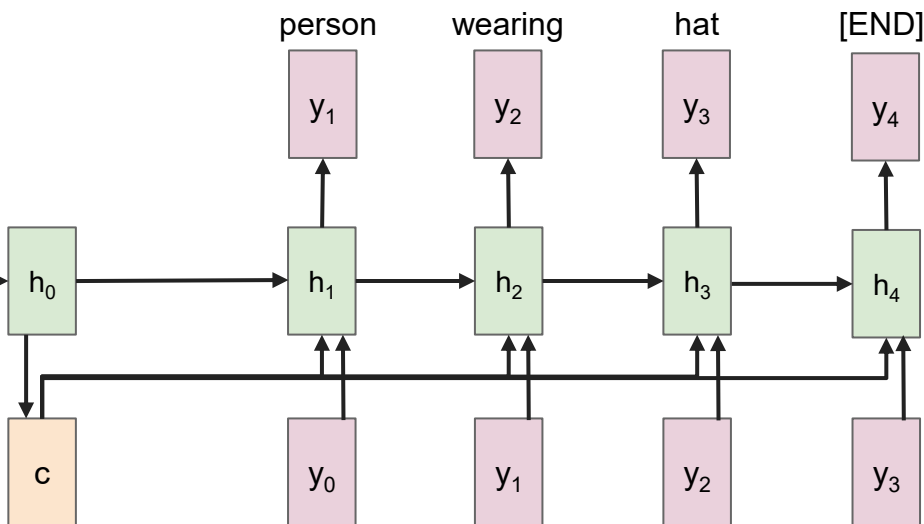 person wearing hat [END]
y₁ y₂ y₃ y₄
h₀ h₁ h₂ h₃ h₄
c y₀ y₁ y₂ y₃